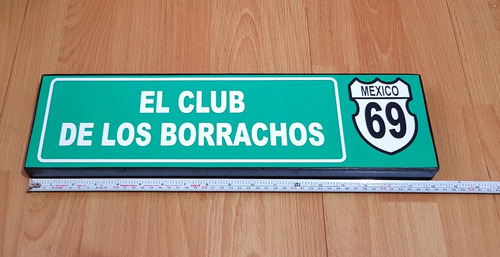 EL CLUB
DE LOS BORRACHOS
MEXICO
69